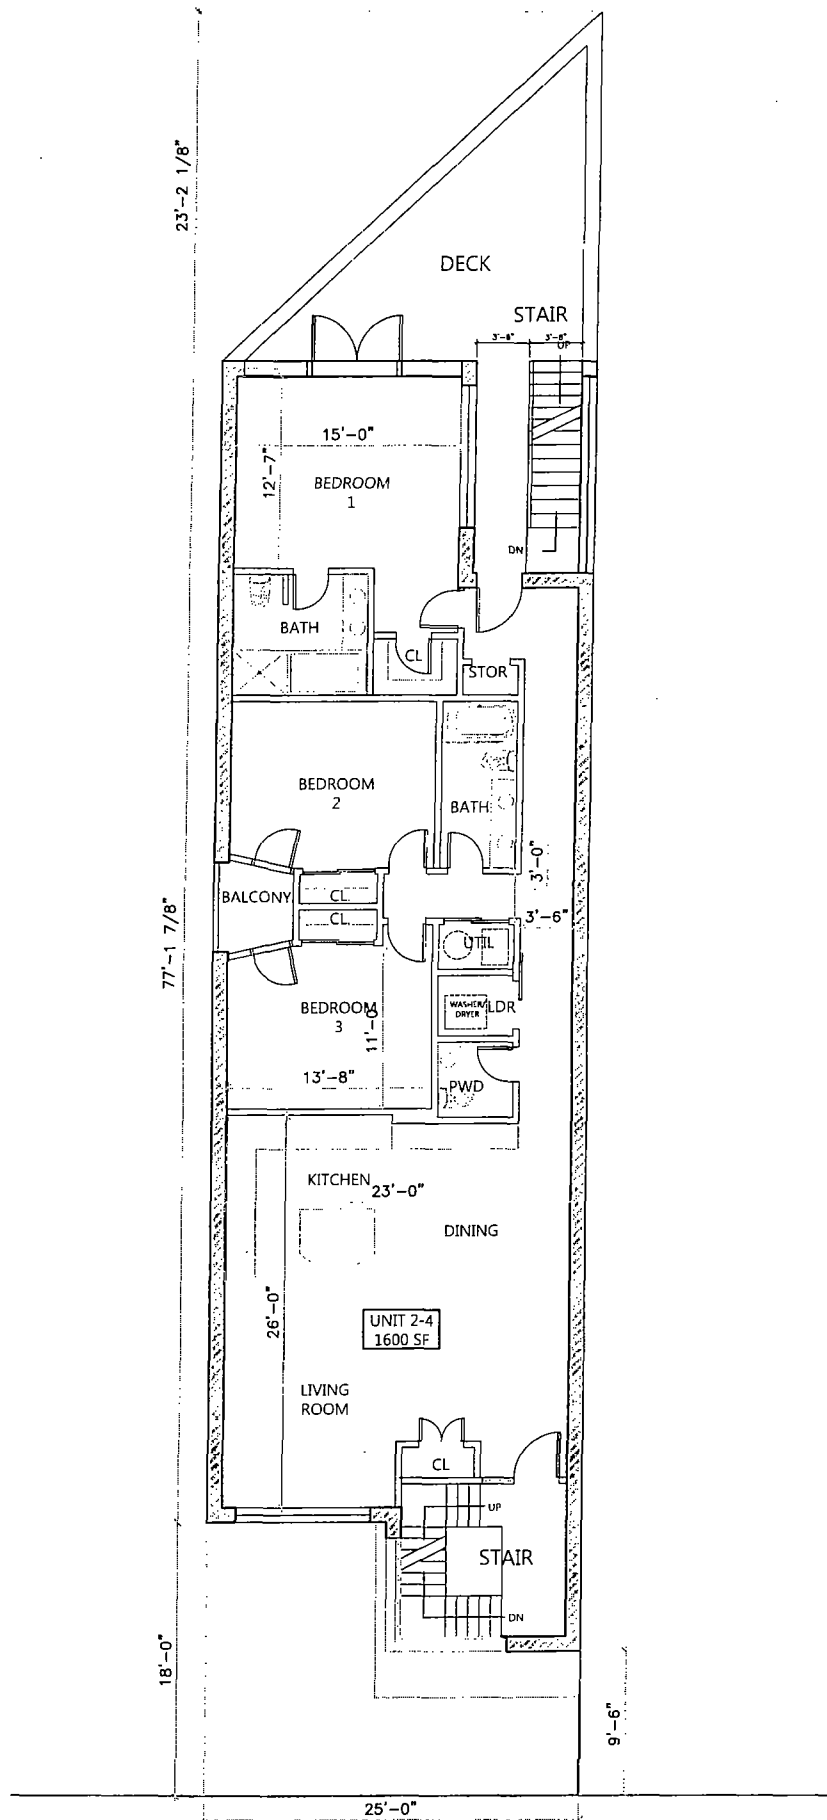 23'-2 1/8"
DECK
STAIR
3'-8"
3'-8"
UP
15'-0"
12'-7"
BEDROOM
1
DN
BATH
CL
STOR
BEDROOM
2
BATH
3'-0"
BALCONY
CL
CL
3'-6"
77'-1 7/8"
UTIL
BEDROOM
3
11'-0
WASHER/
DRYER
LDR
13'-8"
PWD
KITCHEN
23'-0"
DINING
26'-0"
UNIT 2-4
1600 SF
LIVING
ROOM
CL
UP
STAIR
DN
18'-0"
9'-6"
25'-0"